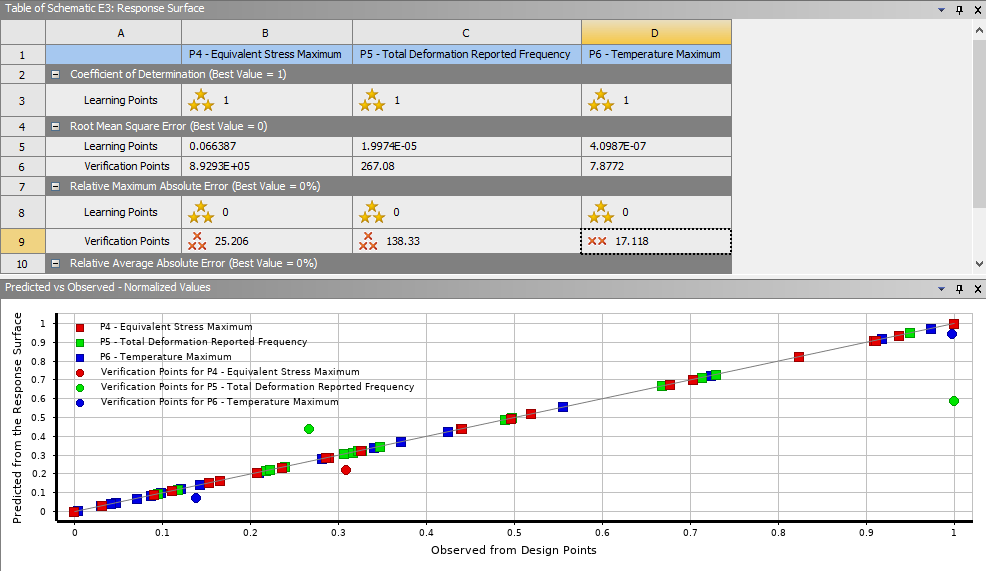 Table of Schematic E3: Response Surface
A B C D
1 P4 - Equivalent Stress Maximum P5 - Total Deformation Reported Frequency P6 - Temperature Maximum
2 Coefficient of Determination (Best Value = 1)
3 Learning Points 1 1 1
4 Root Mean Square Error (Best Value = 0)
5 Learning Points 0.066387 1.9974E-05 4.0987E-07
6 Verification Points 8.9293E+05 267.08 7.8772
7 Relative Maximum Absolute Error (Best Value = 0%)
8 Learning Points 0 0 0
9 Verification Points 25.206 138.33 17.118
10 Relative Average Absolute Error (Best Value = 0%)
Predicted vs Observed - Normalized Values
P4 - Equivalent Stress Maximum
P5 - Total Deformation Reported Frequency
P6 - Temperature Maximum
Verification Points for P4 - Equivalent Stress Maximum
Verification Points for P5 - Total Deformation Reported Frequency
Verification Points for P6 - Temperature Maximum
Predicted from the Response Surface
1
0.9
0.8
0.7
0.6
0.5
0.4
0.3
0.2
0.1
0
0 0.1 0.2 0.3 0.4 0.5 0.6 0.7 0.8 0.9 1
Observed from Design Points